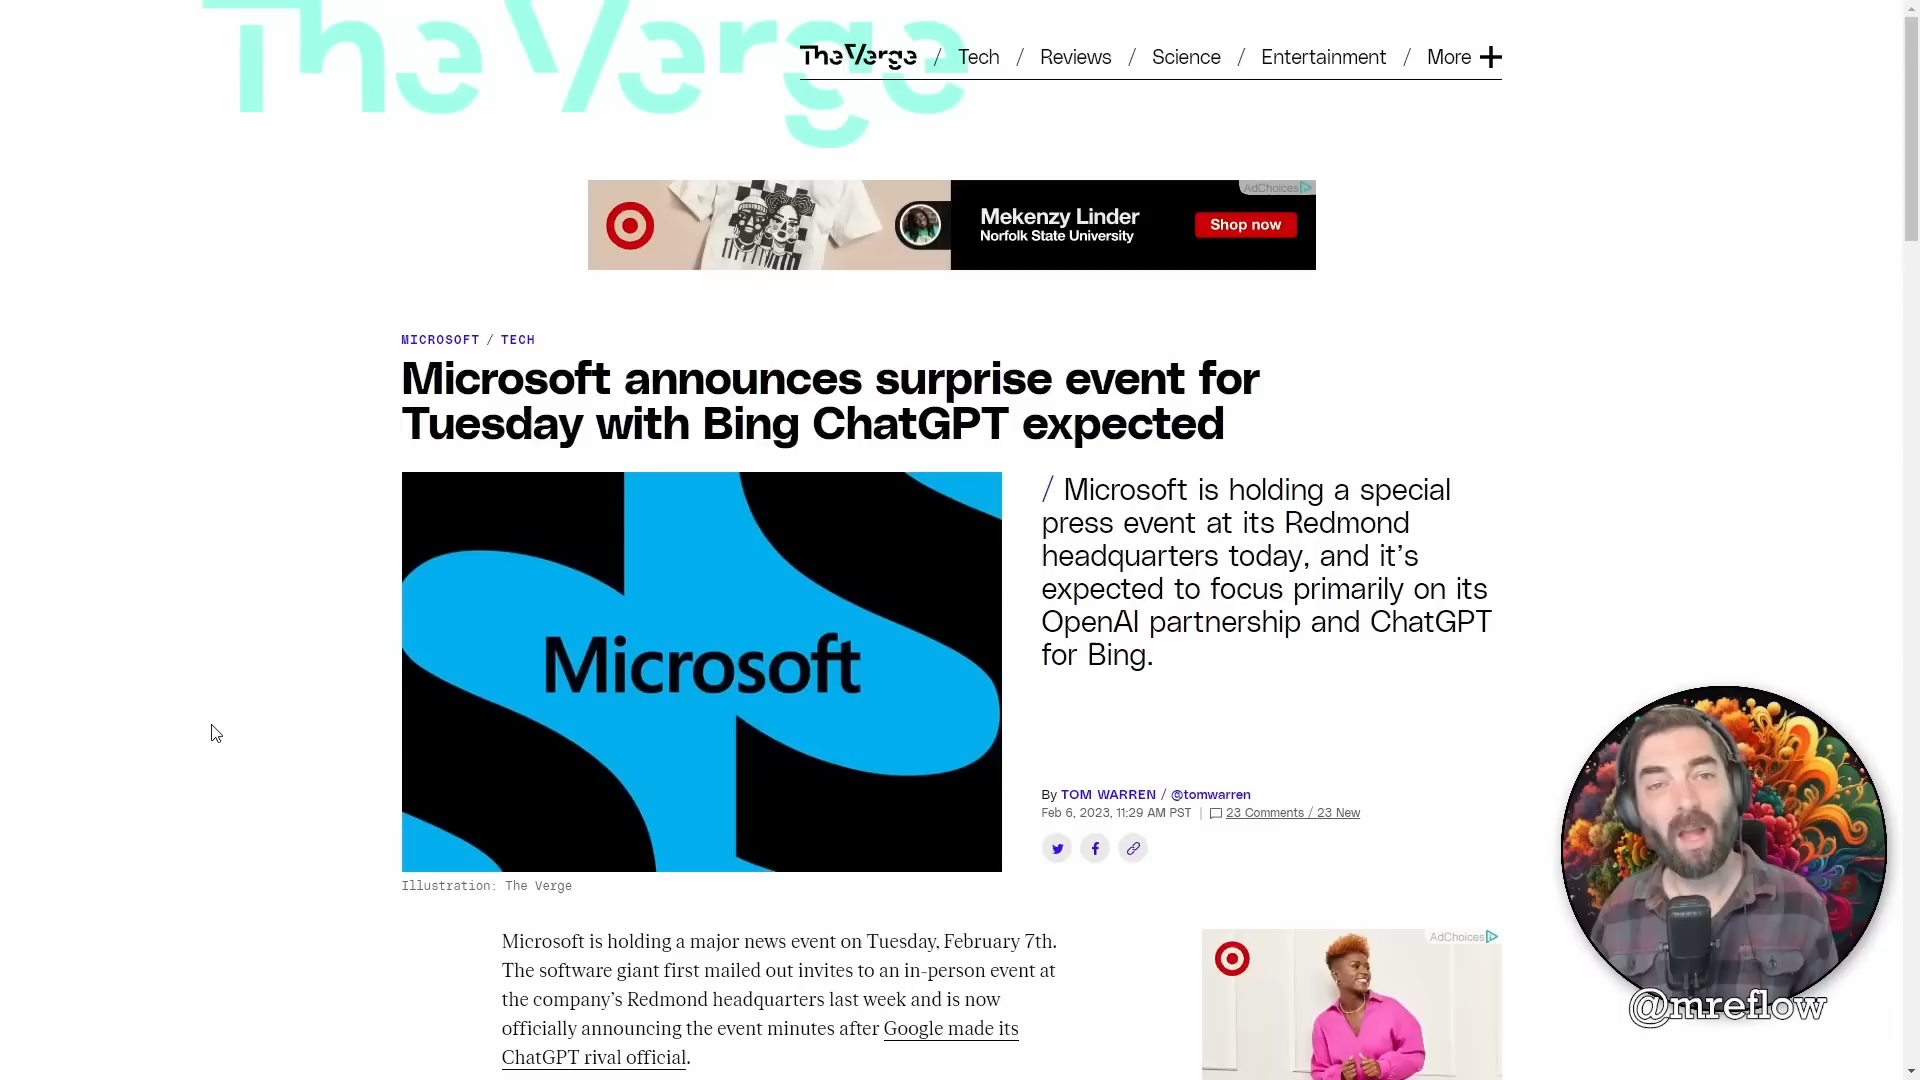 The Verge
The Verge / Tech / Reviews / Science / Entertainment / More
AdChoices
Mekenzy Linder
Norfolk State University
Shop now
MICROSOFT / TECH
Microsoft announces surprise event for
Tuesday with Bing ChatGPT expected
/ Microsoft is holding a special
press event at its Redmond
headquarters today, and it’s
expected to focus primarily on its
OpenAI partnership and ChatGPT
for Bing.
Microsoft
By TOM WARREN / @tomwarren
Feb 6, 2023, 11:29 AM PST | 23 Comments / 23 New
Illustration: The Verge
Microsoft is holding a major news event on Tuesday, February 7th.
The software giant first mailed out invites to an in-person event at
the company’s Redmond headquarters last week and is now
officially announcing the event minutes after Google made its
ChatGPT rival official.
AdChoices
@mreflow